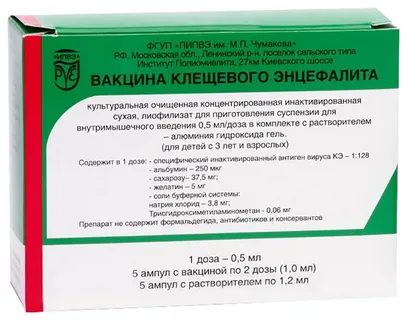 ФГУП "ПИПВЭ им. М.П. Чумакова"
РФ, Московская обл., Ленинский р-н, поселок сельского типа
Институт Полиомиелита, 27км Киевского шоссе
"ПИПВЭ"
ВАКЦИНА КЛЕЩЕВОГО ЭНЦЕФАЛИТА
культуральная очищенная концентрированная инактивированная
сухая, лиофилизат для приготовления суспензии для
внутримышечного введения 0,5 мл/доза в комплекте с растворителем
– алюминия гидроксида гель.
(для детей с 3 лет и взрослых)
Содержит в 1 дозе: - специфический инактивированный антиген вируса КЭ - 1:128
- альбумин – 250 мкг
- сахарозу– 37,5 мг;
- желатин – 5 мг
- соли буферной системы:
натрия хлорид – 3,8 мг;
Трисгидроксиметиламинометан - 0,06 мг
Препарат не содержит формальдегида, антибиотиков и консервантов
1 доза – 0,5 мл
5 ампул с вакциной по 2 дозы (1,0 мл)
5 ампул с растворителем по 1,2 мл